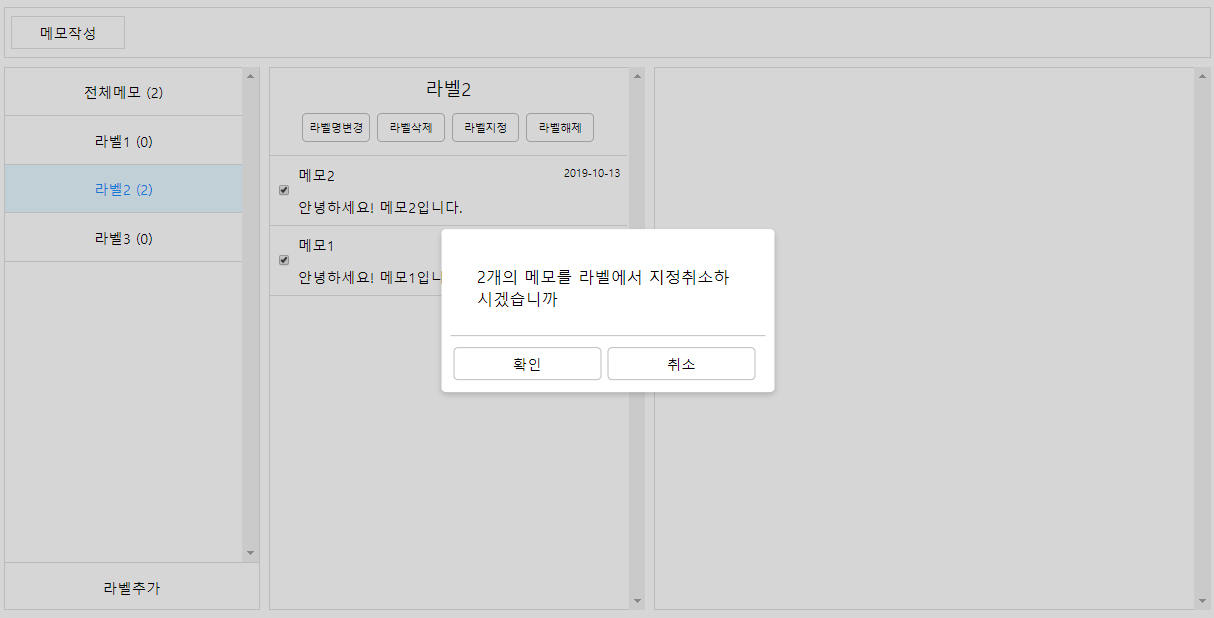 메모작성
전체메모 (2)
라벨1 (0)
라벨2 (2)
라벨3 (0)
라벨추가
라벨2
라벨명변경 라벨삭제 라벨지정 라벨해제
메모2 2019-10-13
안녕하세요! 메모2입니다.
메모1
안녕하세요! 메모1입니
2개의 메모를 라벨에서 지정취소하
시겠습니까
확인 취소